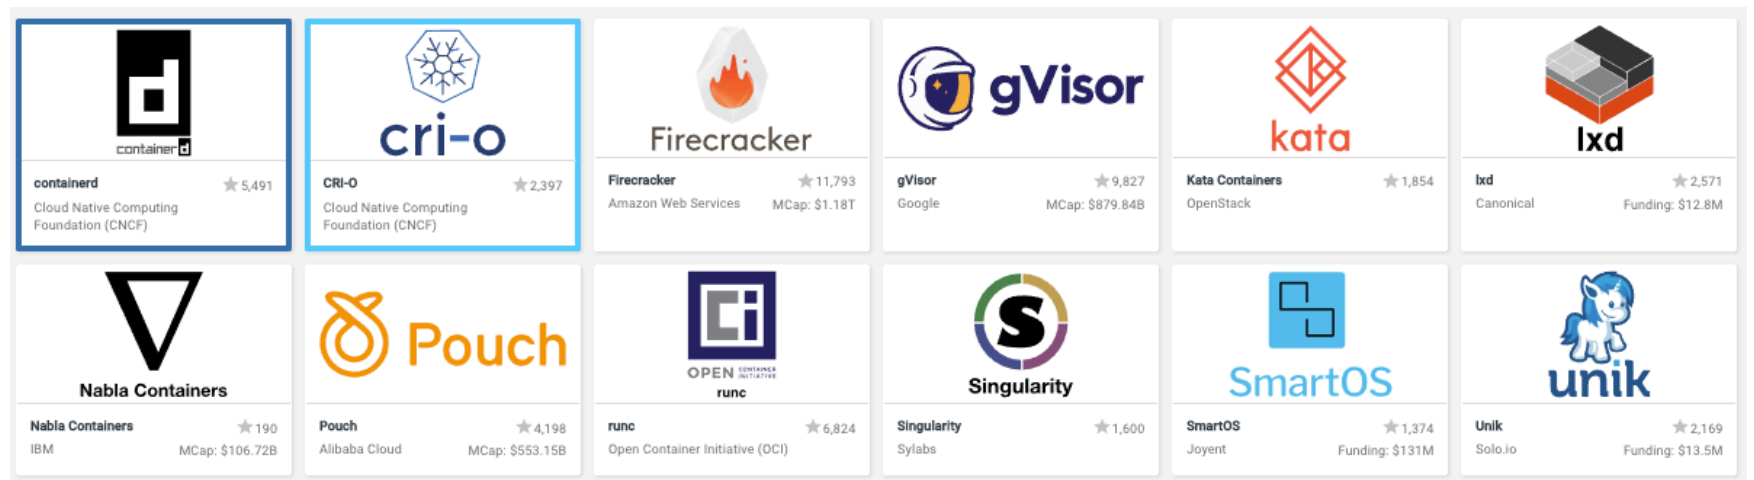 containerd
containerd
★ 5,491
Cloud Native Computing
Foundation (CNCF)
cri-o
CRI-O
★ 2,397
Cloud Native Computing
Foundation (CNCF)
Firecracker
Firecracker
★ 11,793
Amazon Web Services
MCap: $1.18T
gVisor
gVisor
★ 9,827
Google
MCap: $879.84B
kata
Kata Containers
★ 1,854
OpenStack
lxd
lxd
★ 2,571
Canonical
Funding: $12.8M
Nabla Containers
Nabla Containers
★ 190
IBM
MCap: $106.72B
Pouch
Pouch
★ 4,198
Alibaba Cloud
MCap: $553.15B
OPEN CONTAINER INITIATIVE
runc
runc
★ 6,824
Open Container Initiative (OCI)
S
Singularity
Singularity
★ 1,600
Sylabs
SmartOS
SmartOS
★ 1,374
Joyent
Funding: $131M
unik
Unik
★ 2,169
Solo.io
Funding: $13.5M